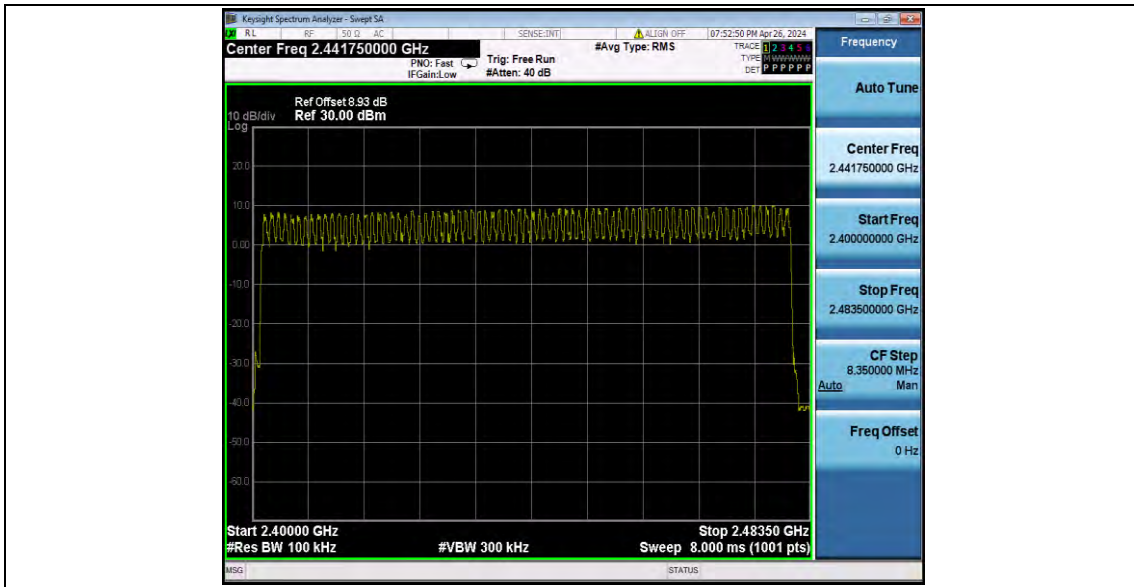 Keysight Spectrum Analyzer - Swept SA
RL RF 50 Ω AC SENSE:INT ALIGN OFF 07:52:50 PM Apr 26, 2024
Center Freq 2.441750000 GHz
PNO: Fast
IFGain:Low
Trig: Free Run
#Atten: 40 dB
#Avg Type: RMS
TRACE 1 2 3 4 5 6
TYPE M
DET P P P P P P
Ref Offset 8.93 dB
10 dB/div Ref 30.00 dBm
Log
20.0
10.0
0.00
-10.0
-20.0
-30.0
-40.0
-50.0
-60.0
Start 2.40000 GHz Stop 2.48350 GHz
#Res BW 100 kHz #VBW 300 kHz Sweep 8.000 ms (1001 pts)
MSG STATUS
Frequency
Auto Tune
Center Freq
2.441750000 GHz
Start Freq
2.400000000 GHz
Stop Freq
2.483500000 GHz
CF Step
8.350000 MHz
Auto Man
Freq Offset
0 Hz